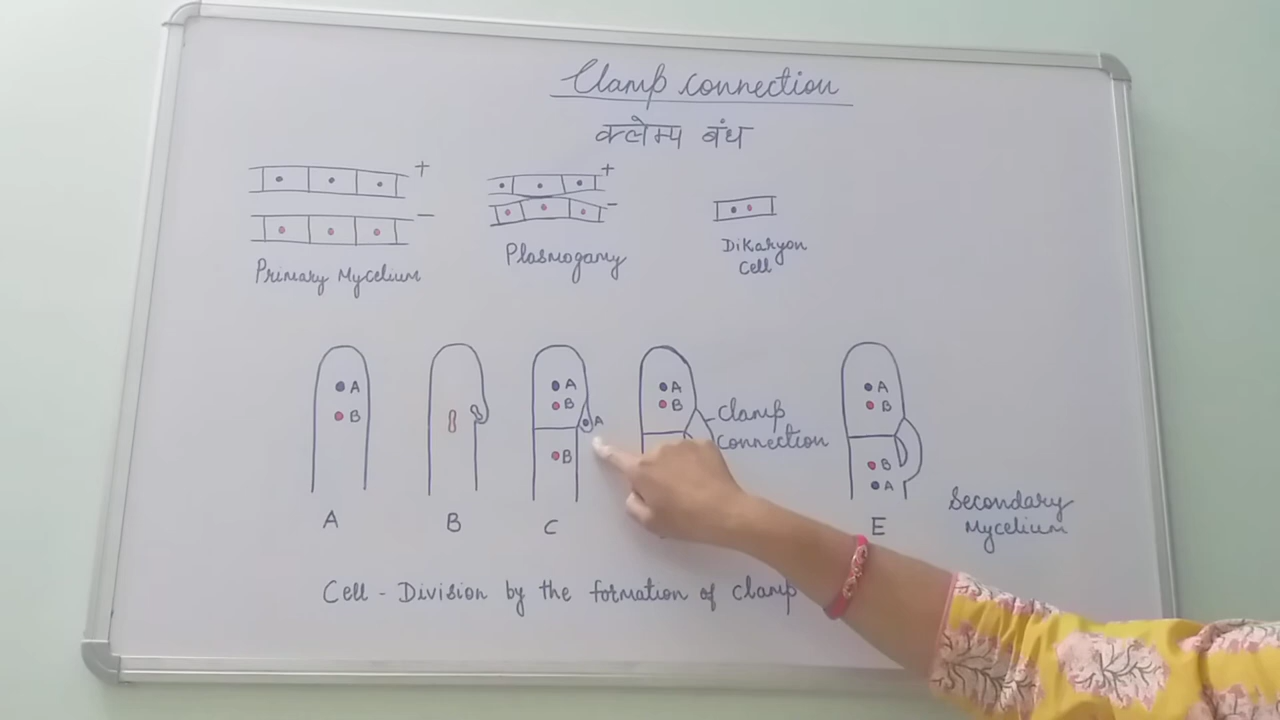 Clamp connection
क्लेम्प बंध
+
−
Primary Mycelium
+
−
Plasmogamy
Dikaryon
Cell
A
B
A
B
A
B
A
B
C
A
B
Clamp
Connection
A
B
B
A
E
Secondary
Mycelium
Cell - Division by the formation of clamp